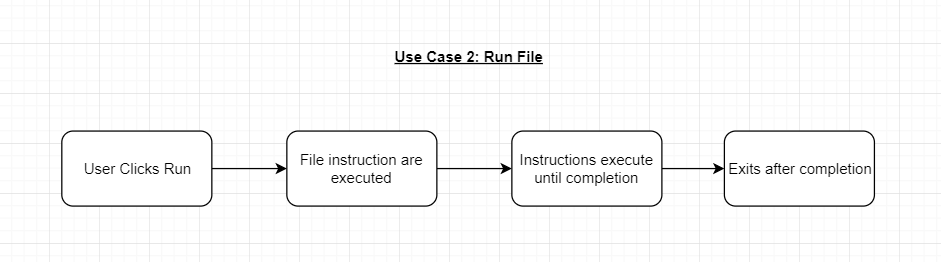 Use Case 2: Run File
User Clicks Run
File instruction are
executed
Instructions execute
until completion
Exits after completion